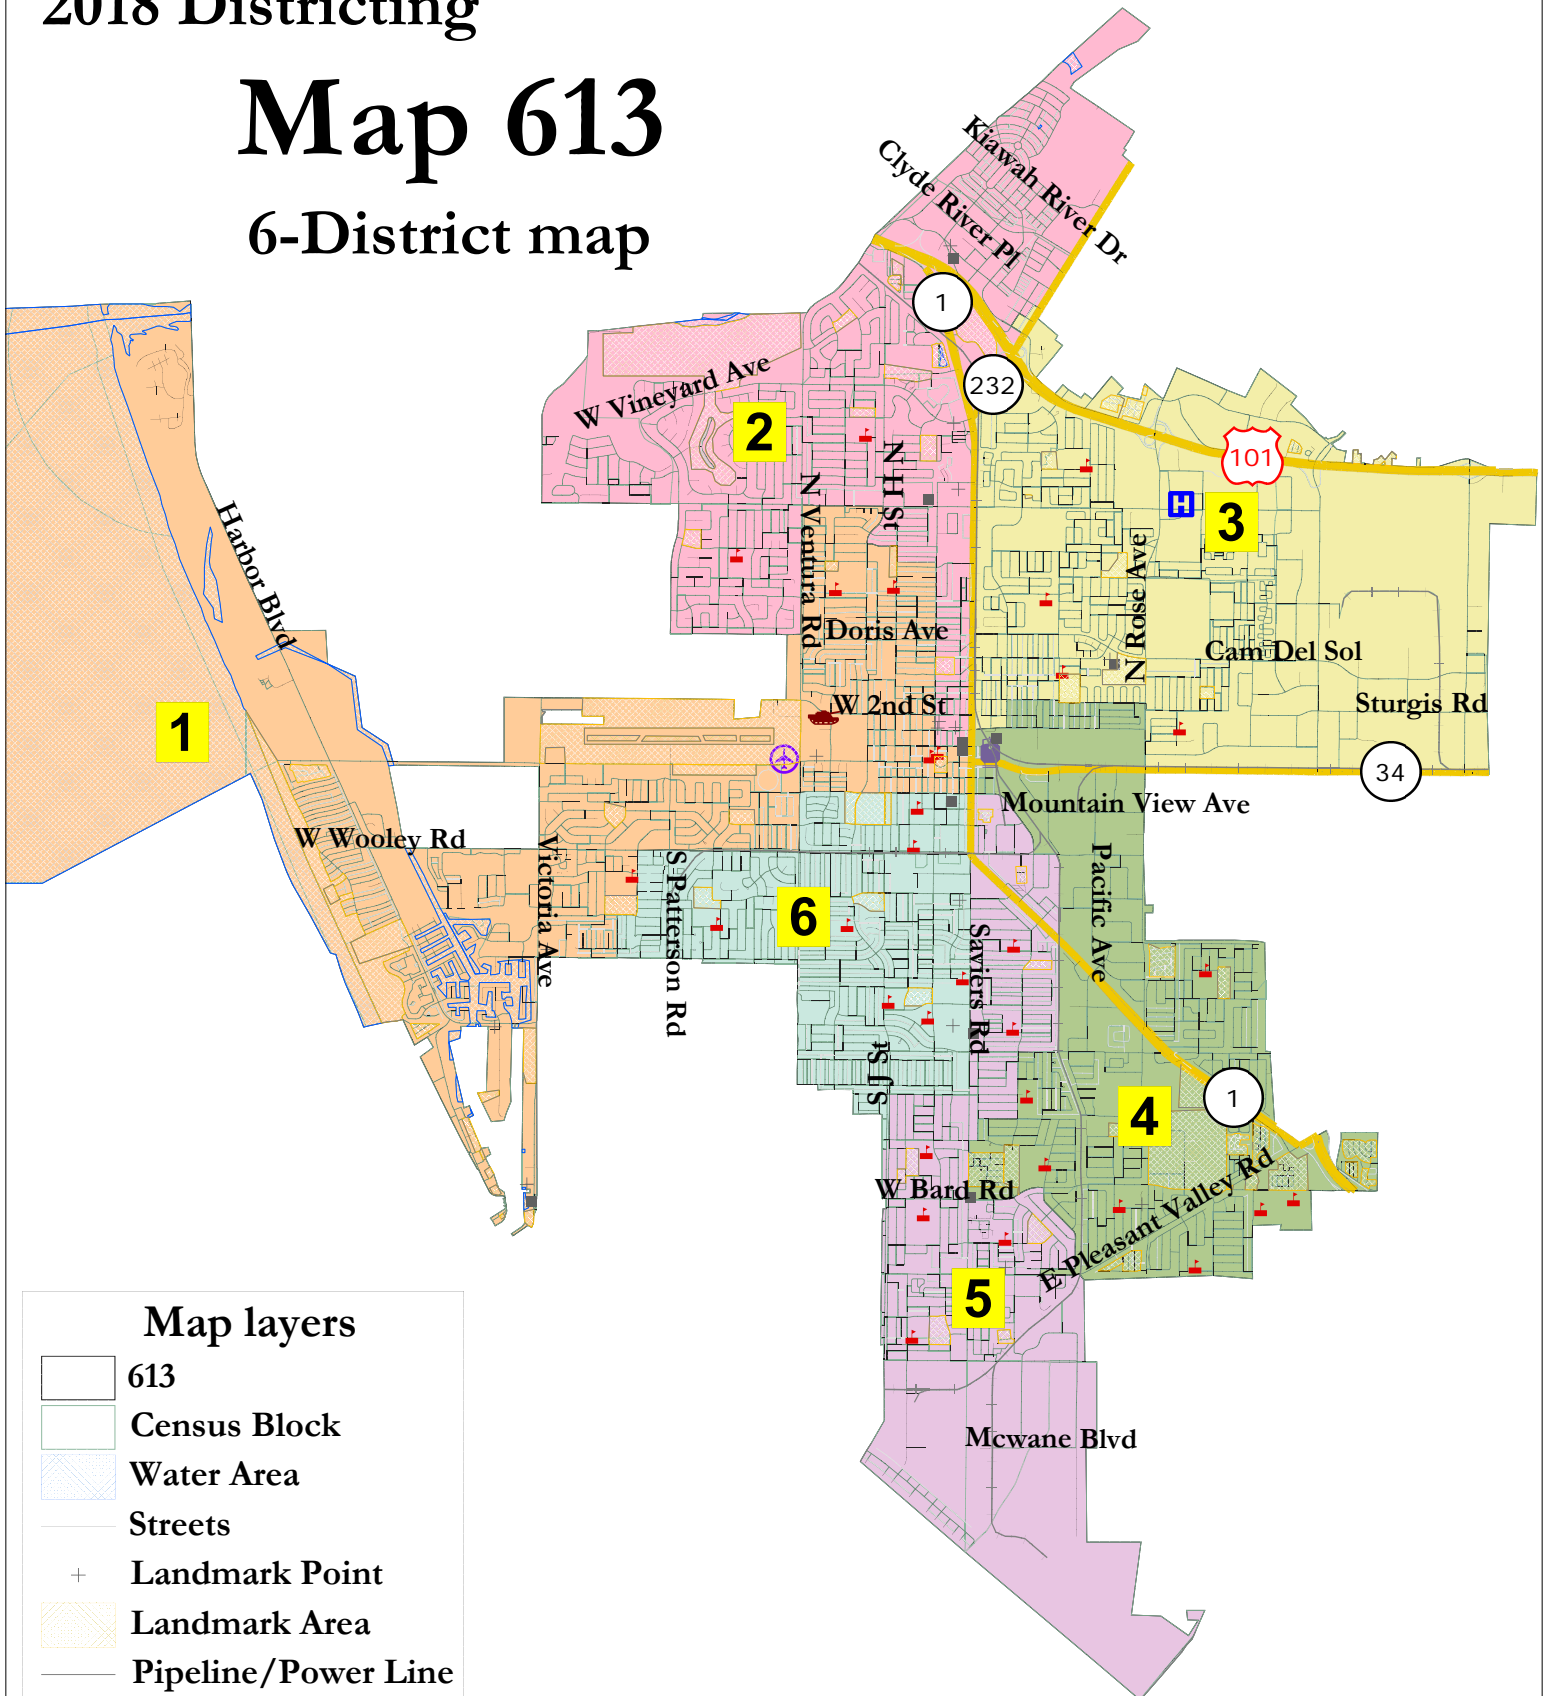 2018 Districting
Map 613
6-District map
Kiawah River Dr
Clyde River Pl
1
232
W Vineyard Ave
2
N H St
101
H
3
N Ventura Rd
Harbor Blvd
N Rose Ave
Doris Ave
Cam Del Sol
W 2nd St
Sturgis Rd
1
34
Mountain View Ave
W Wooley Rd
Victoria Ave
S Patterson Rd
6
Pacific Ave
Saviers Rd
S J St
4
1
W Bard Rd
E Pleasant Valley Rd
5
Mcwane Blvd
Map layers
613
Census Block
Water Area
Streets
Landmark Point
Landmark Area
Pipeline/Power Line